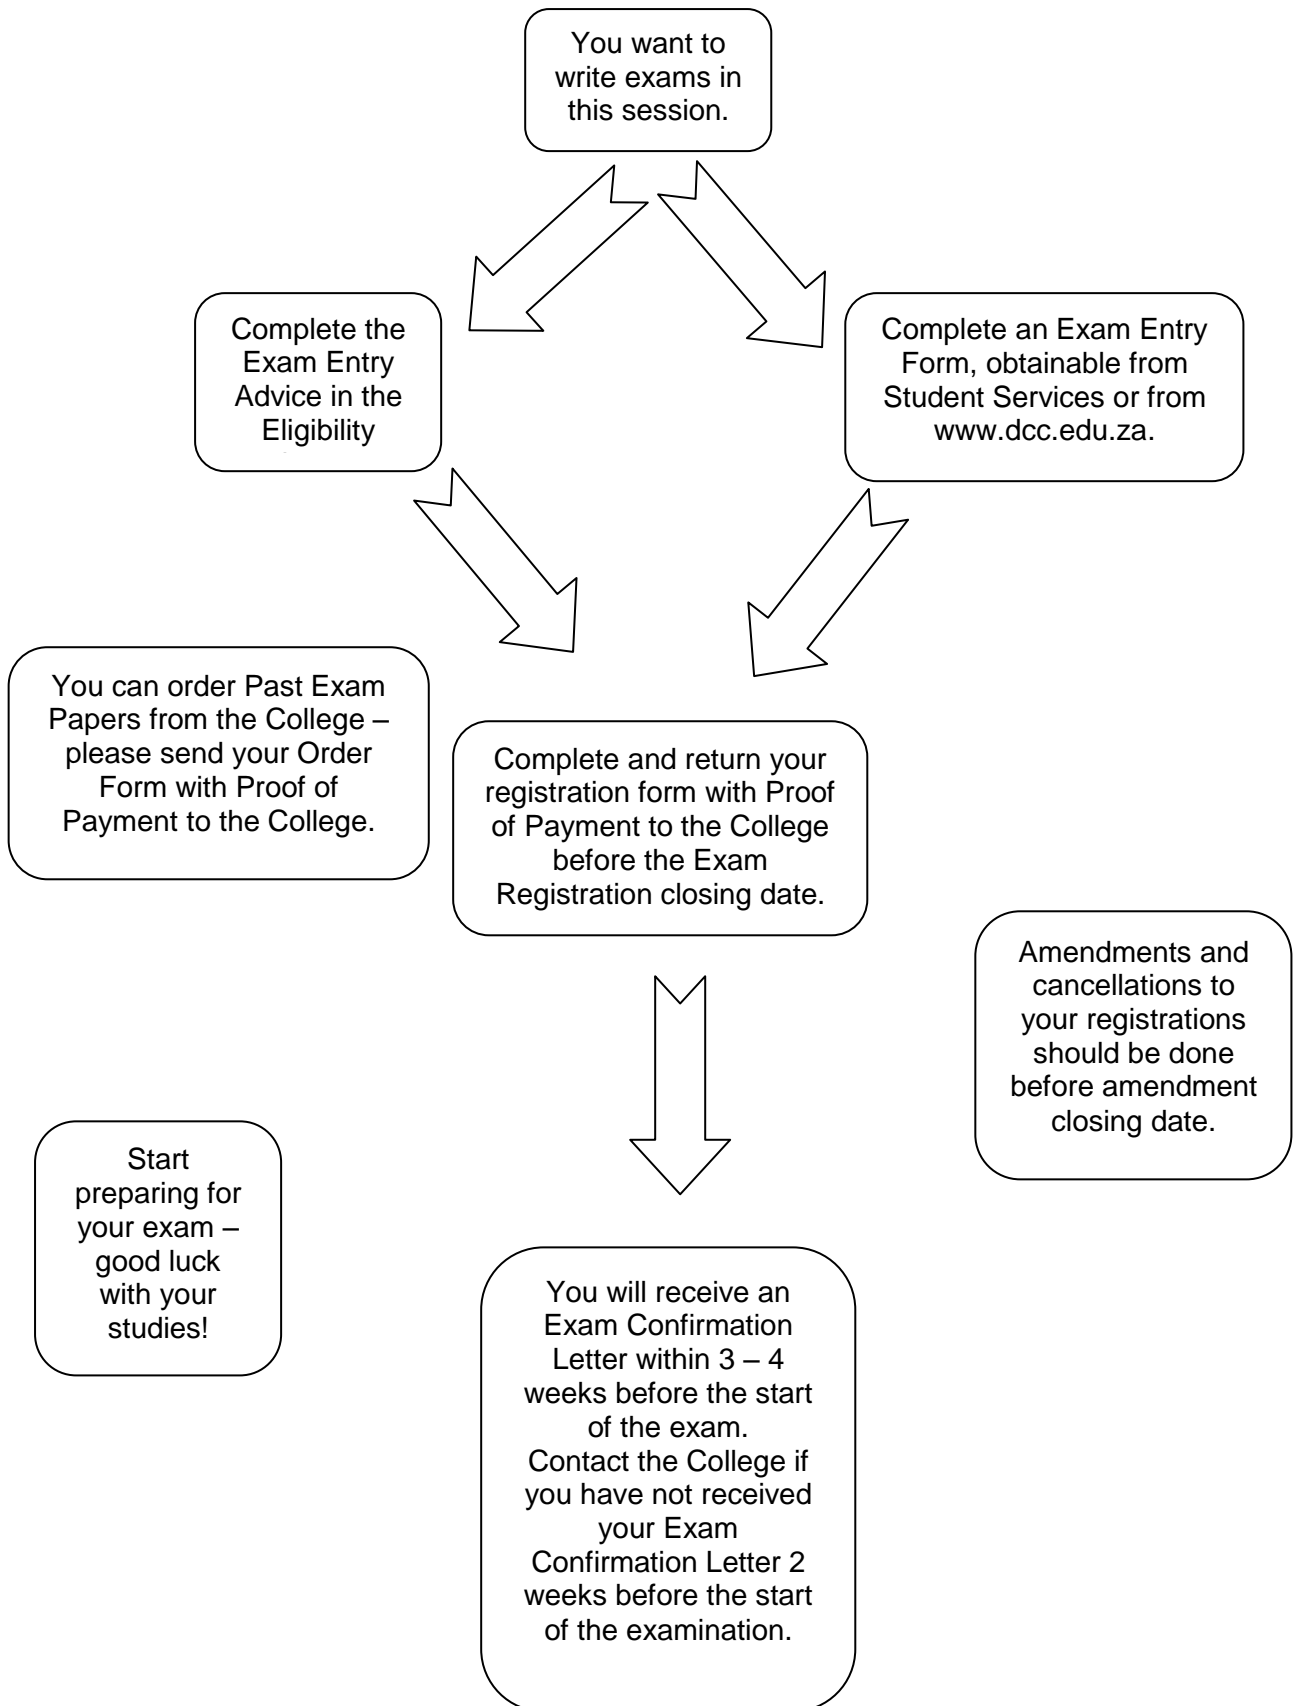 You want to
write exams in
this session.
Complete the
Exam Entry
Advice in the
Eligibility
Complete an Exam Entry
Form, obtainable from
Student Services or from
www.dcc.edu.za.
You can order Past Exam
Papers from the College –
please send your Order
Form with Proof of
Payment to the College.
Complete and return your
registration form with Proof
of Payment to the College
before the Exam
Registration closing date.
Amendments and
cancellations to
your registrations
should be done
before amendment
closing date.
Start
preparing for
your exam –
good luck
with your
studies!
You will receive an
Exam Confirmation
Letter within 3 – 4
weeks before the start
of the exam.
Contact the College if
you have not received
your Exam
Confirmation Letter 2
weeks before the start
of the examination.